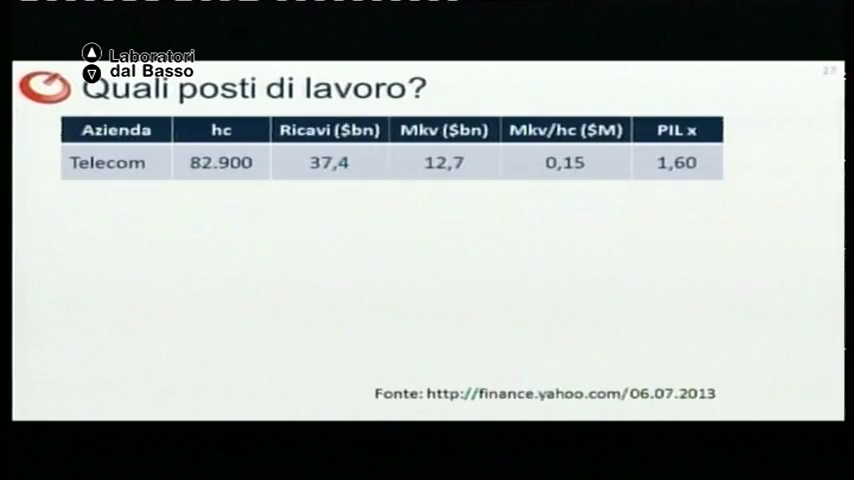 Laboratori
dal Basso
27
Quali posti di lavoro?
Azienda hc Ricavi ($bn) Mkv ($bn) Mkv/hc ($M) PIL x
Telecom 82.900 37,4 12,7 0,15 1,60
Fonte: http://finance.yahoo.com/06.07.2013